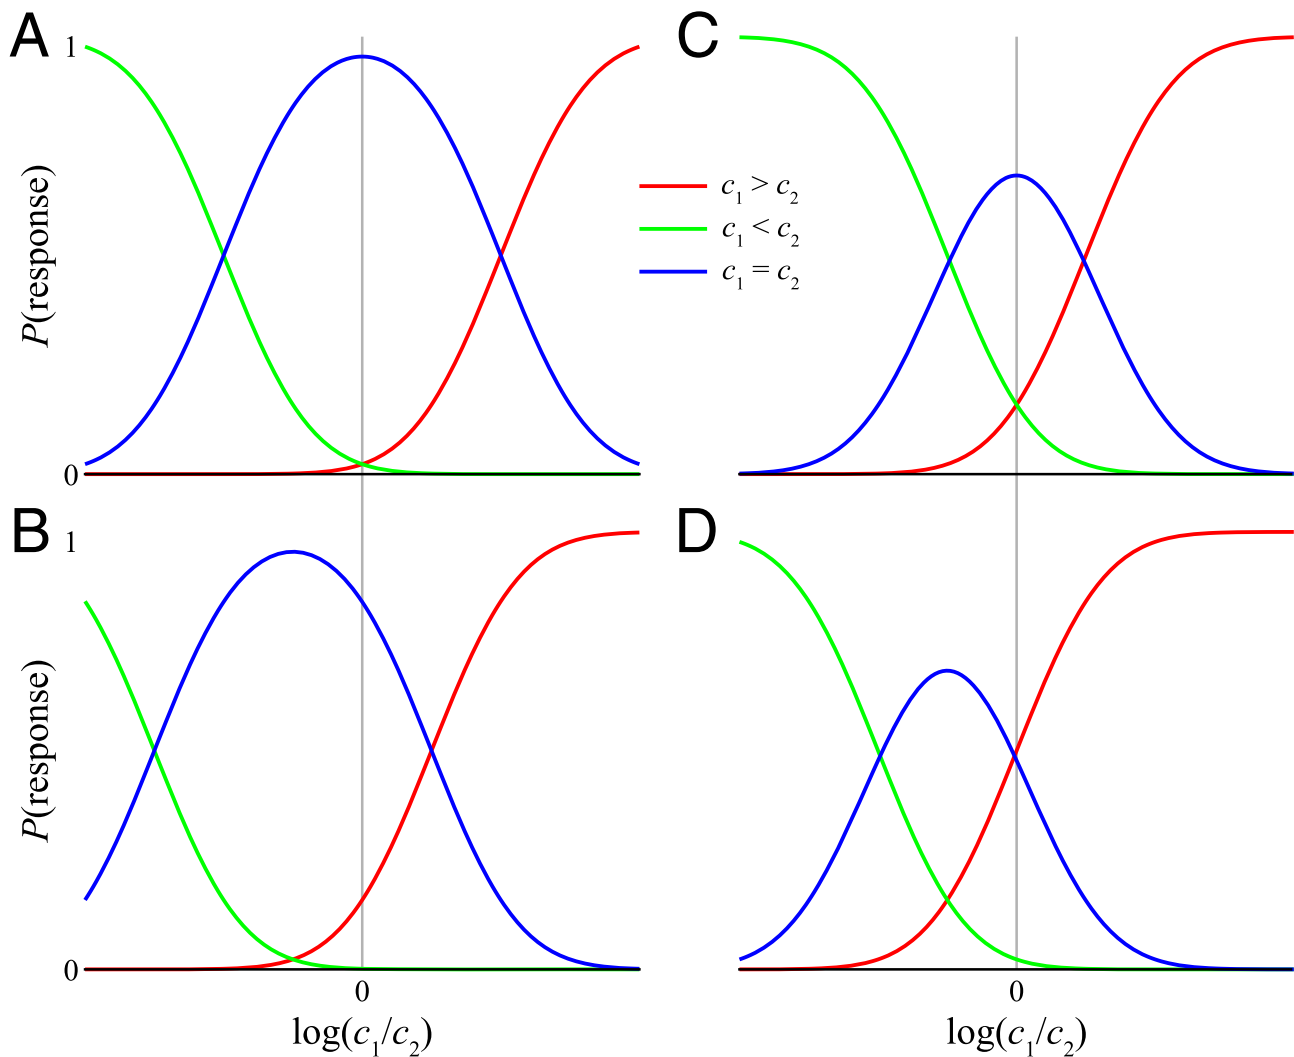 A
1
P(response)
0
C
c₁ > c₂
c₁ < c₂
c₁ = c₂
B
1
P(response)
0
0
log(c₁/c₂)
D
0
log(c₁/c₂)